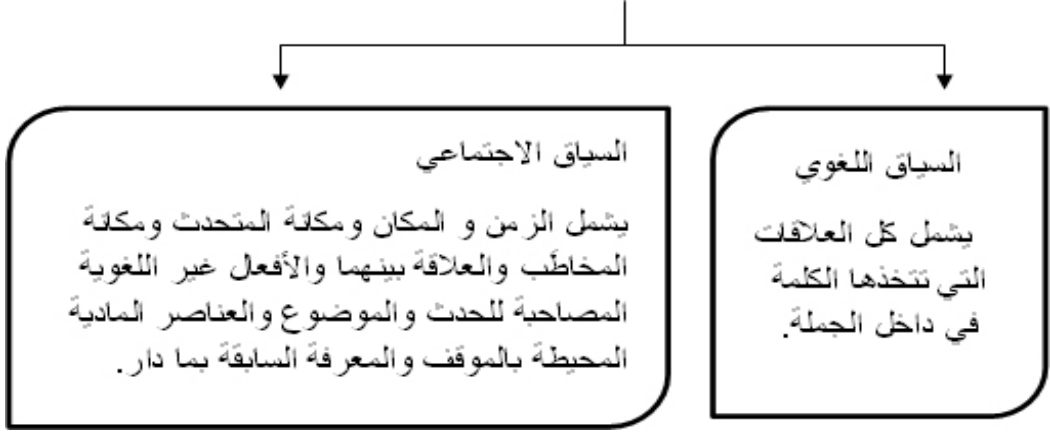 السياق اللغوي
يشمل كل العلاقات
التي تتخذها الكلمة
في داخل الجملة.
السياق الاجتماعي
يشمل الزمن و المكان ومكانة المتحدث ومكانة
المخاطَب والعلاقة بينهما والأفعال غير اللغوية
المصاحبة للحدث والموضوع والعناصر المادية
المحيطة بالموقف والمعرفة السابقة بما دار.